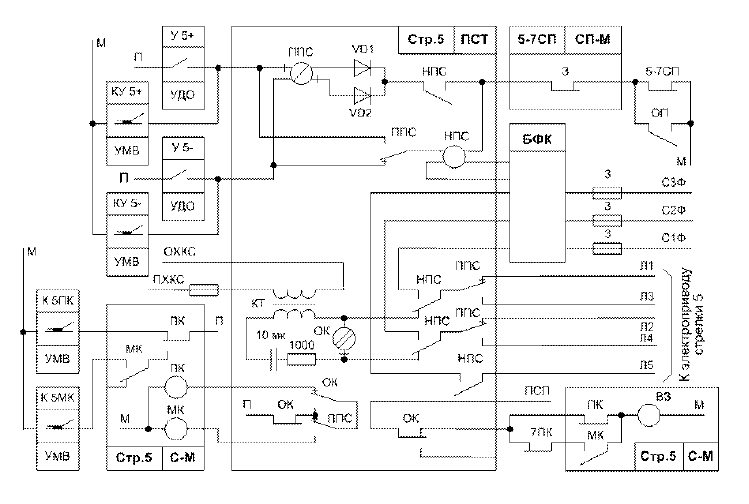 М
У 5+
П
УДО
КУ 5+
УМВ
У 5-
П
УДО
КУ 5-
УМВ
ППС
VD1
VD2
НПС
Стр.5
ПСТ
ППС
НПС
5-7СП
СП-М
З
5-7СП
ОП
М
БФК
З
С3Ф
З
С2Ф
З
С1Ф
ОХКС
ПХКС
КТ
10 мк
1000
ОК
НПС
ППС
Л1
Л3
НПС
ППС
Л2
Л4
НПС
Л5
К электроприводу
стрелки 5
М
К 5ПК
УМВ
К 5МК
УМВ
ПК
П
МК
ПК
МК
М
Стр.5
С-М
ОК
П
ОК
ППС
ПСП
ОК
ПК
ВЗ
М
7ПК
МК
Стр.5
С-М